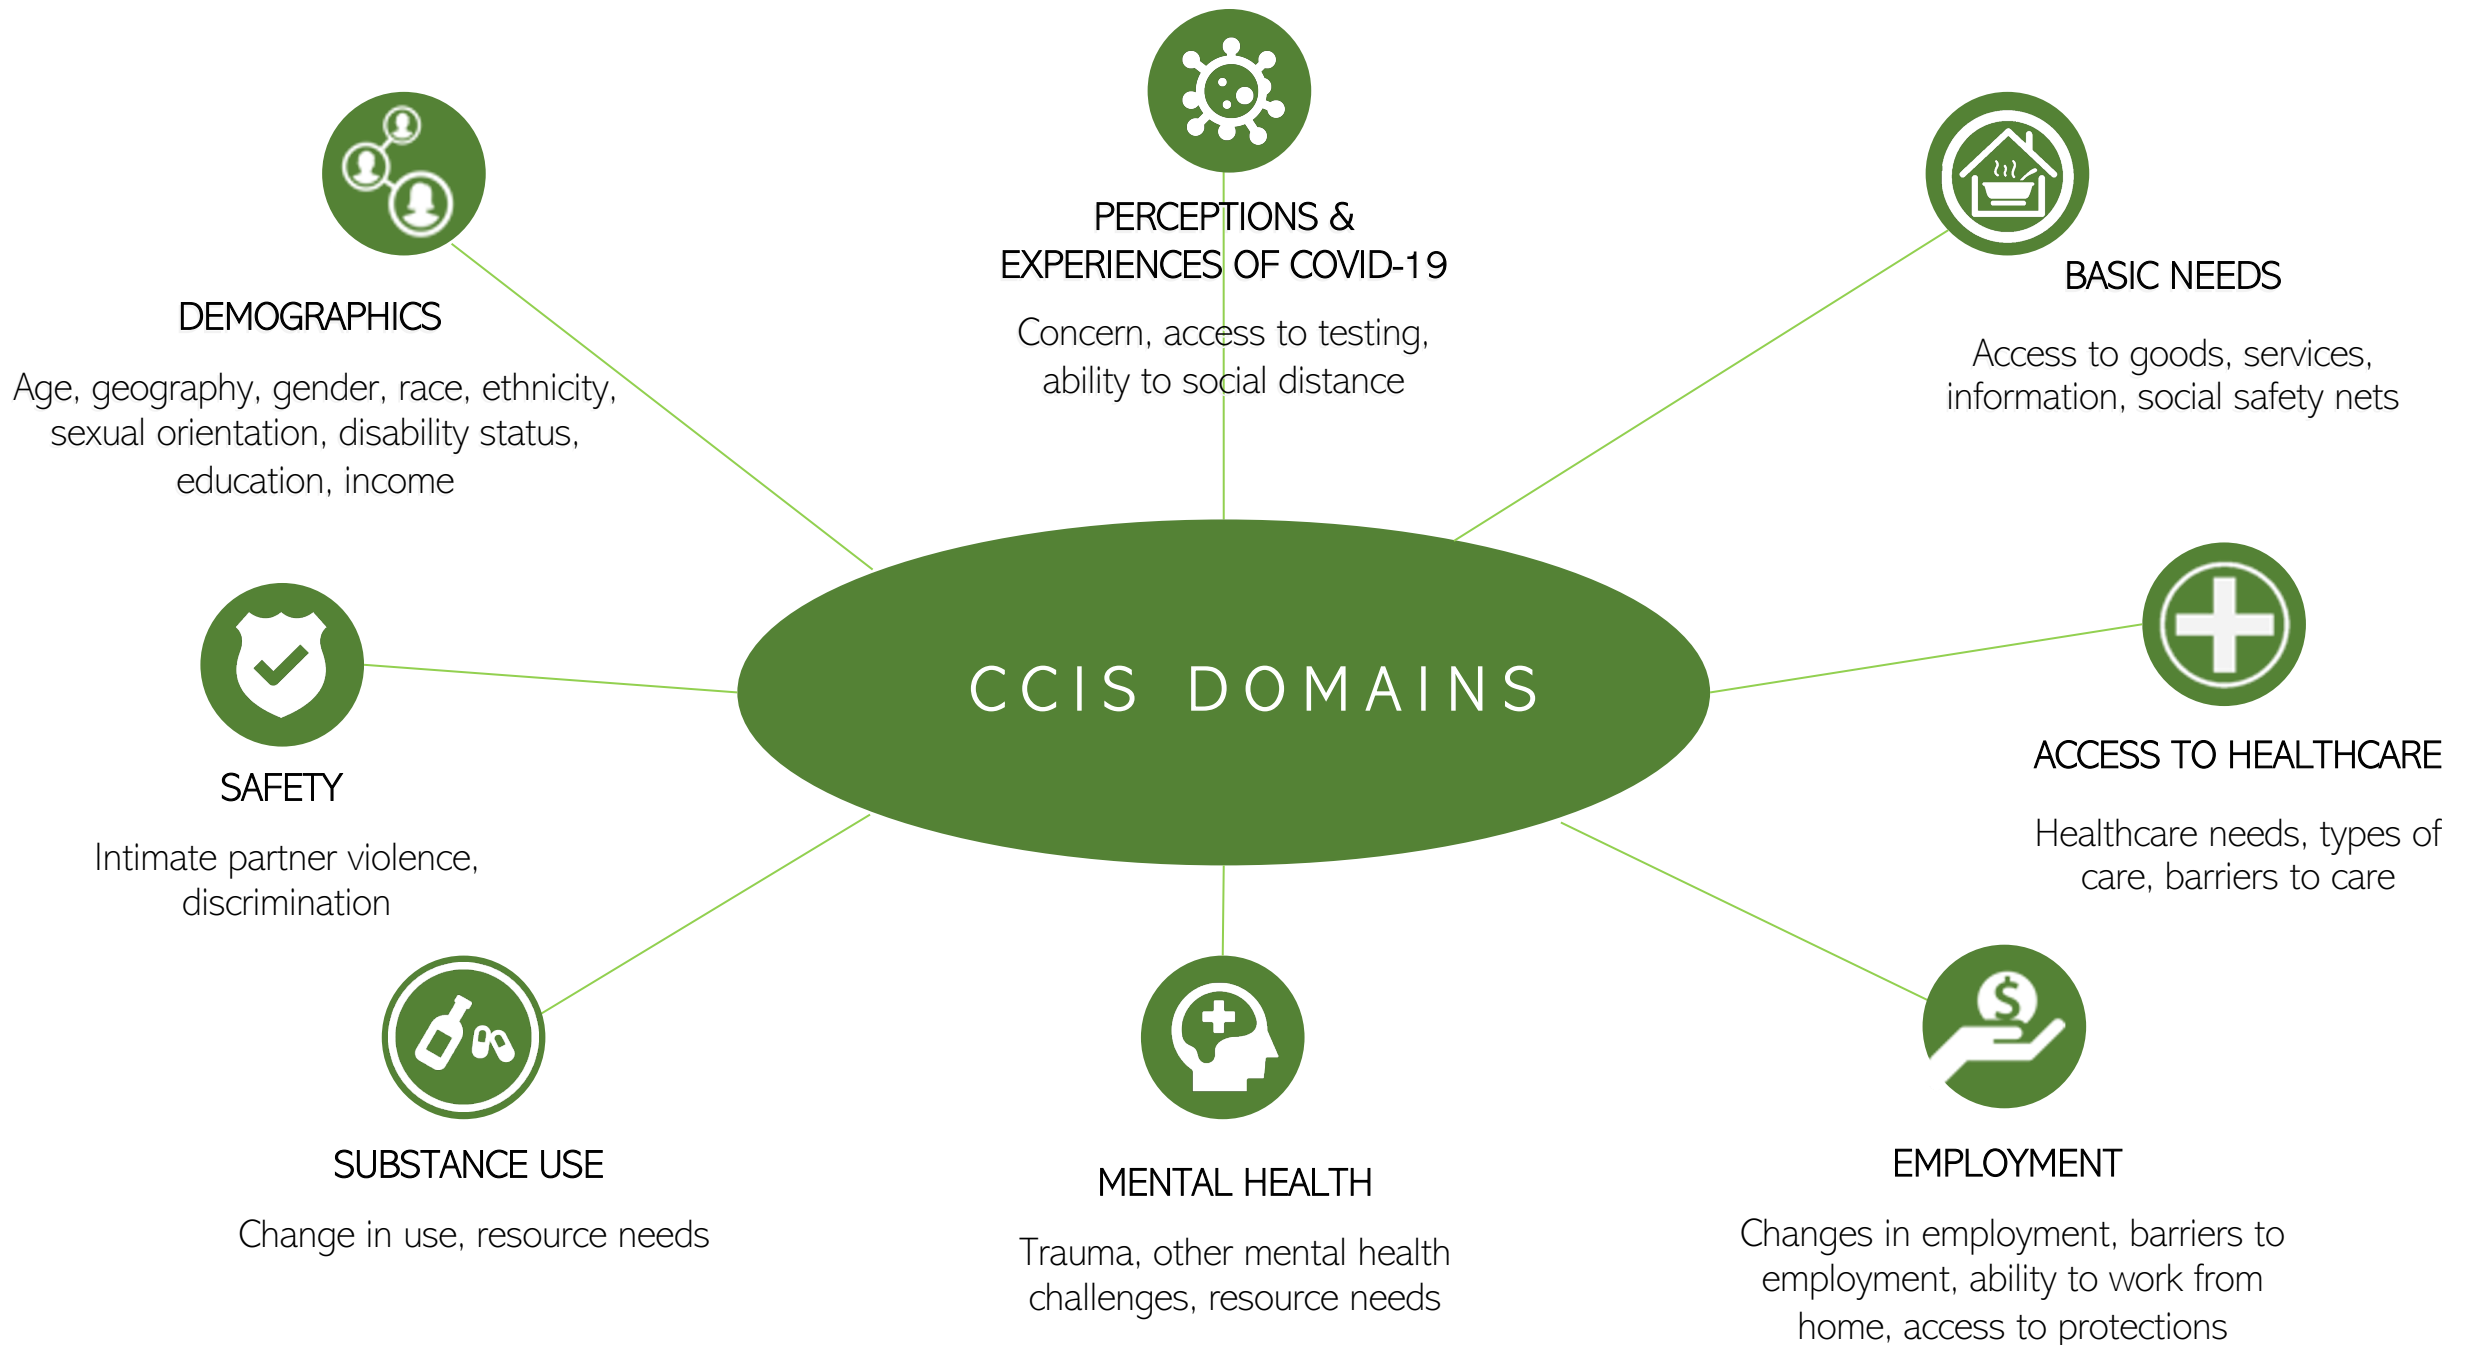 PERCEPTIONS &
EXPERIENCES OF COVID-19
Concern, access to testing,
ability to social distance
DEMOGRAPHICS
Age, geography, gender, race, ethnicity,
sexual orientation, disability status,
education, income
BASIC NEEDS
Access to goods, services,
information, social safety nets
CCIS DOMAINS
SAFETY
Intimate partner violence,
discrimination
ACCESS TO HEALTHCARE
Healthcare needs, types of
care, barriers to care
SUBSTANCE USE
Change in use, resource needs
MENTAL HEALTH
Trauma, other mental health
challenges, resource needs
$
EMPLOYMENT
Changes in employment, barriers to
employment, ability to work from
home, access to protections